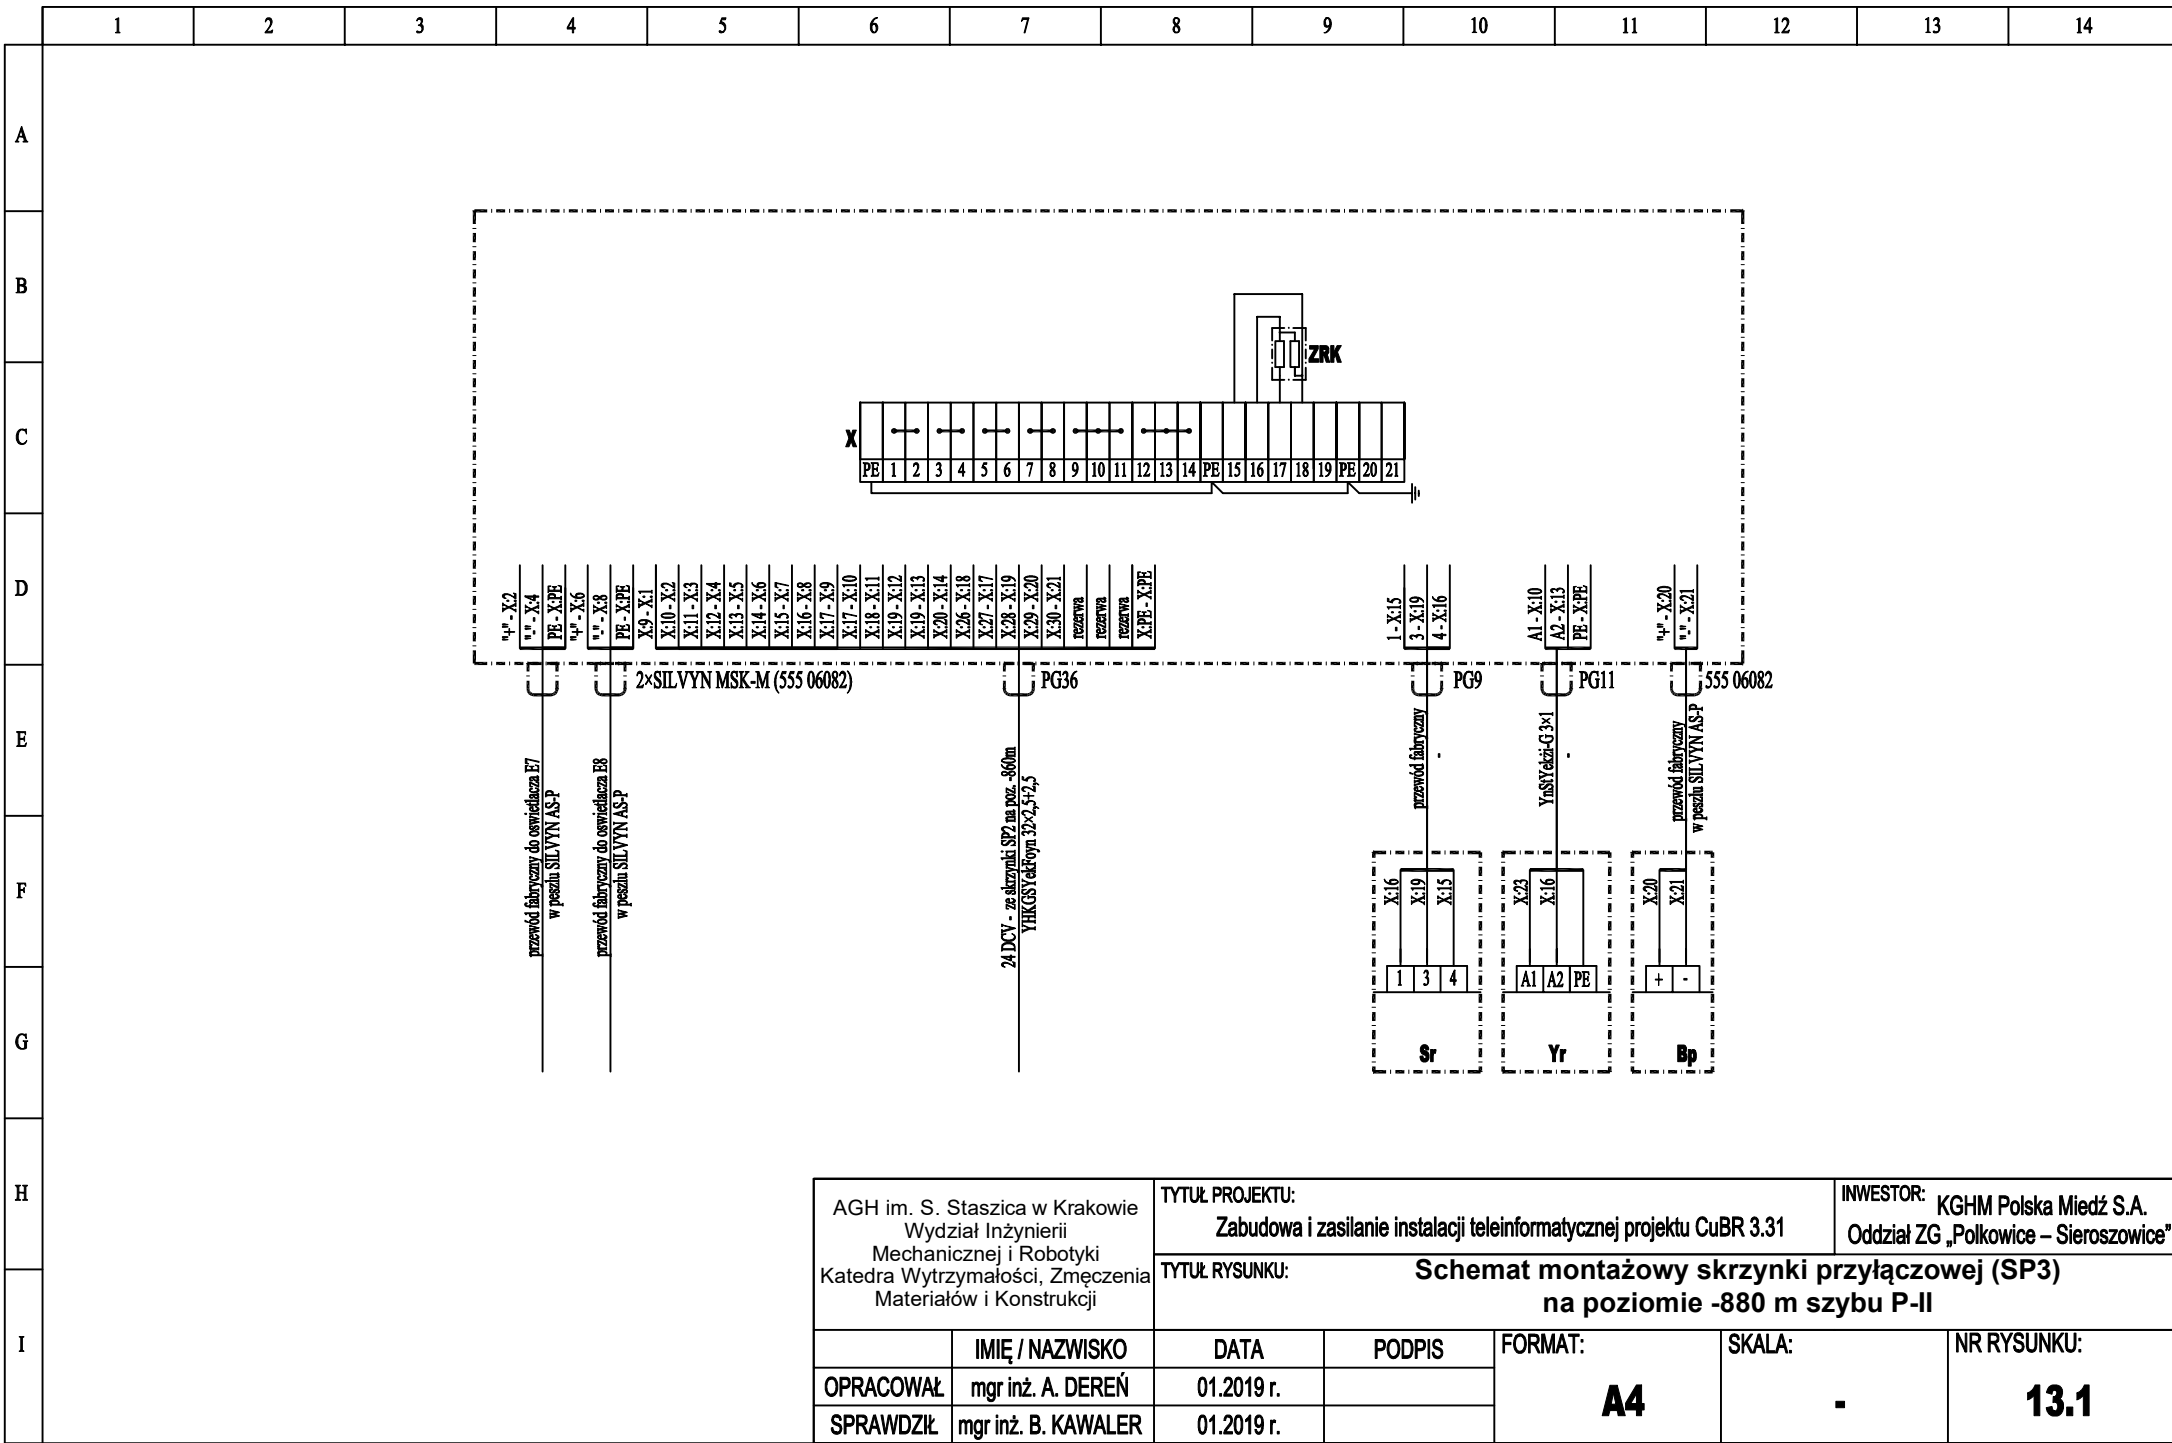 1 2 3 4 5 6 7 8 9 10 11 12 13 14
A
B
C
D
E
F
G
H
I
ZRK
X
PE 1 2 3 4 5 6 7 8 9 10 11 12 13 14 PE 15 16 17 18 19 PE 20 21
"+" - X:2
"-" - X:4
PE - X:PE
"+" - X:6
"-" - X:8
PE - X:PE
X:9 - X:1
X:10 - X:2
X:11 - X:3
X:12 - X:4
X:13 - X:5
X:14 - X:6
X:15 - X:7
X:16 - X:8
X:17 - X:9
X:17 - X:10
X:18 - X:11
X:19 - X:12
X:19 - X:13
X:20 - X:14
X:26 - X:18
X:27 - X:17
X:28 - X:19
X:29 - X:20
X:30 - X:21
rezerwa
rezerwa
rezerwa
X:PE - X:PE
1 - X:15
3 - X:19
4 - X:16
A1 - X:10
A2 - X:13
PE - X:PE
"+" - X:20
"-" - X:21
2×SILVYN MSK-M (555 06082)
PG36
PG9
PG11
555 06082
przewód fabryczny do oswietlacza E7
w peszlu SILVYN AS-P
przewód fabryczny do oswietlacza E8
w peszlu SILVYN AS-P
24 DCV - ze skrzynki SP2 na poz. -860m
YHKGSYekFoyn 32×2,5+2,5
przewód fabryczny
-
YnStYekżi-G 3×1
-
przewód fabryczny
w peszlu SILVYN AS-P
X:16
X:19
X:15
X:23
X:16
X:20
X:21
1 3 4
A1 A2 PE
+ -
Sr
Yr
Bp
AGH im. S. Staszica w Krakowie
Wydział Inżynierii
Mechanicznej i Robotyki
Katedra Wytrzymałości, Zmęczenia
Materiałów i Konstrukcji
TYTUŁ PROJEKTU:
Zabudowa i zasilanie instalacji teleinformatycznej projektu CuBR 3.31
INWESTOR: KGHM Polska Miedź S.A.
Oddział ZG „Polkowice – Sieroszowice”
TYTUŁ RYSUNKU:
Schemat montażowy skrzynki przyłączowej (SP3)
na poziomie -880 m szybu P-II
IMIĘ / NAZWISKO DATA PODPIS
OPRACOWAŁ mgr inż. A. DEREŃ 01.2019 r.
SPRAWDZIŁ mgr inż. B. KAWALER 01.2019 r.
FORMAT:
A4
SKALA:
-
NR RYSUNKU:
13.1